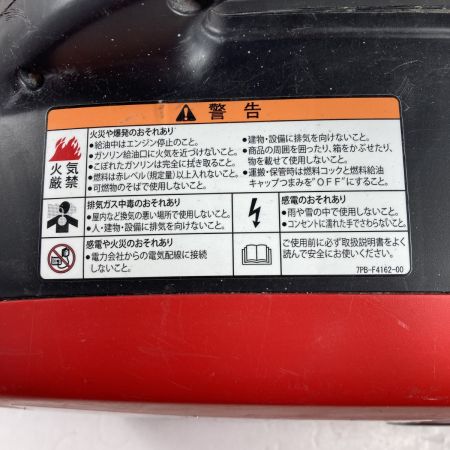 警告
火気
厳禁
火災や爆発のおそれあり
●給油中はエンジン停止のこと。
●ガソリン給油口に火気を近づけないこと。
●こぼれたガソリンは完全に拭き取ること。
●燃料は赤レベル(規定量)以上入れないこと。
●可燃物のそばで使用しないこと。
●建物・設備に排気を向けないこと。
●商品の周囲を囲ったり、箱をかぶせたり、
物を載せて使用しないこと。
●運搬・保管時は燃料コックと燃料給油
キャップつまみを"OFF"にすること。
排気ガス中毒のおそれあり
●屋内など換気の悪い場所で使用しないこと。
●人・建物・設備に排気を向けないこと。
感電のおそれあり
●雨や雪の中で使用しないこと。
●コンセントに濡れた手でさわらないこと。
感電や火災のおそれあり
●電力会社からの電気配線に接続
しないこと。
ご使用前に必ず取扱説明書をよく
読んで安全にお使いください。
7PB-F4162-00